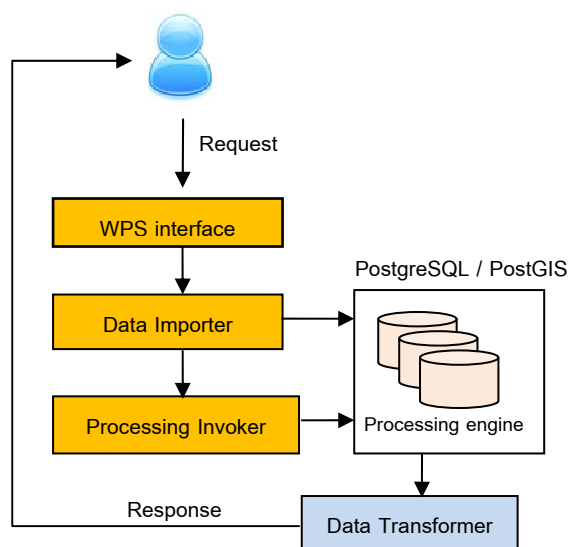 Request
WPS interface
PostgreSQL / PostGIS
Data Importer
Processing Invoker
Processing engine
Response
Data Transformer